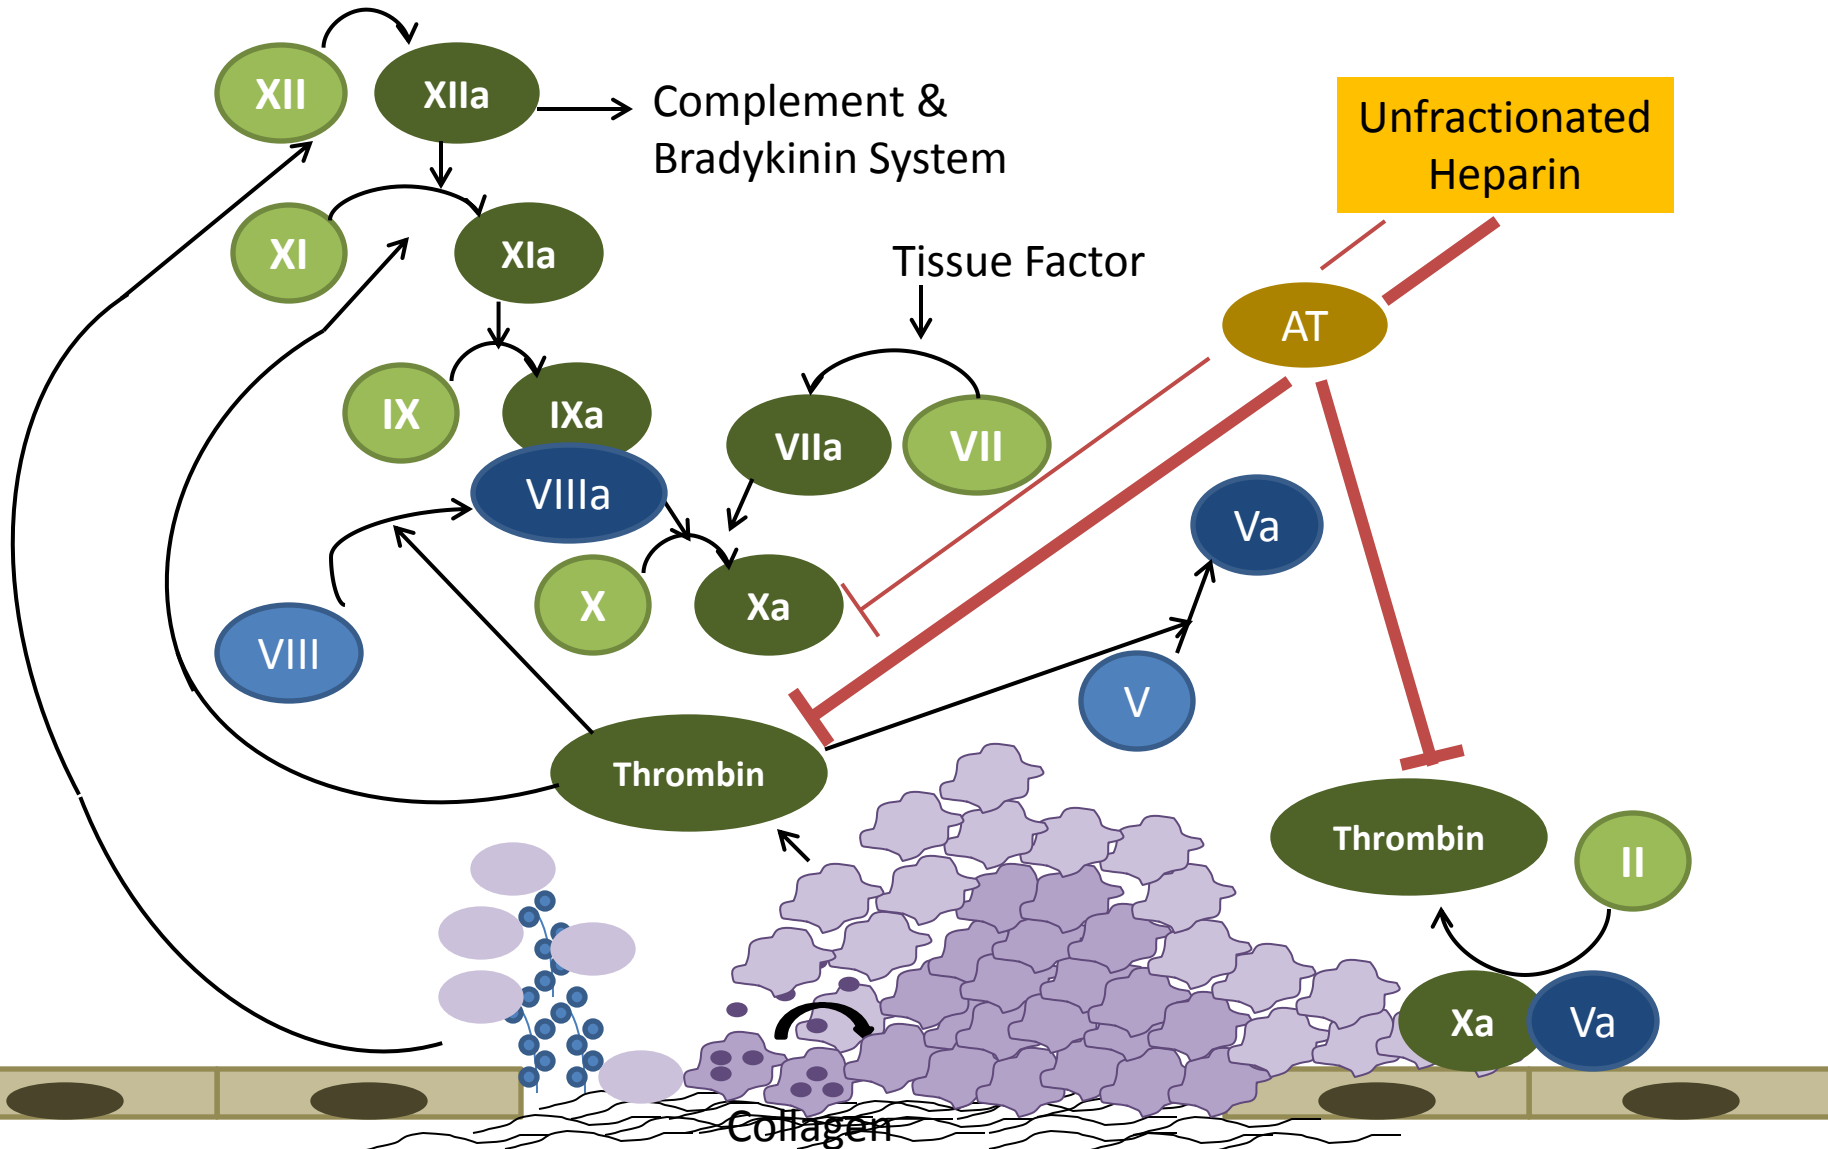 XII
XIIa
Complement &
Bradykinin System
Unfractionated
Heparin
XI
XIa
Tissue Factor
AT
IX
IXa
VIIa
VII
VIIIa
Va
X
Xa
VIII
V
Thrombin
Thrombin
II
Xa
Va
Collagen